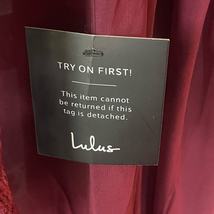 TRY ON FIRST!
This item cannot
be returned if this
tag is detached.
Lulus